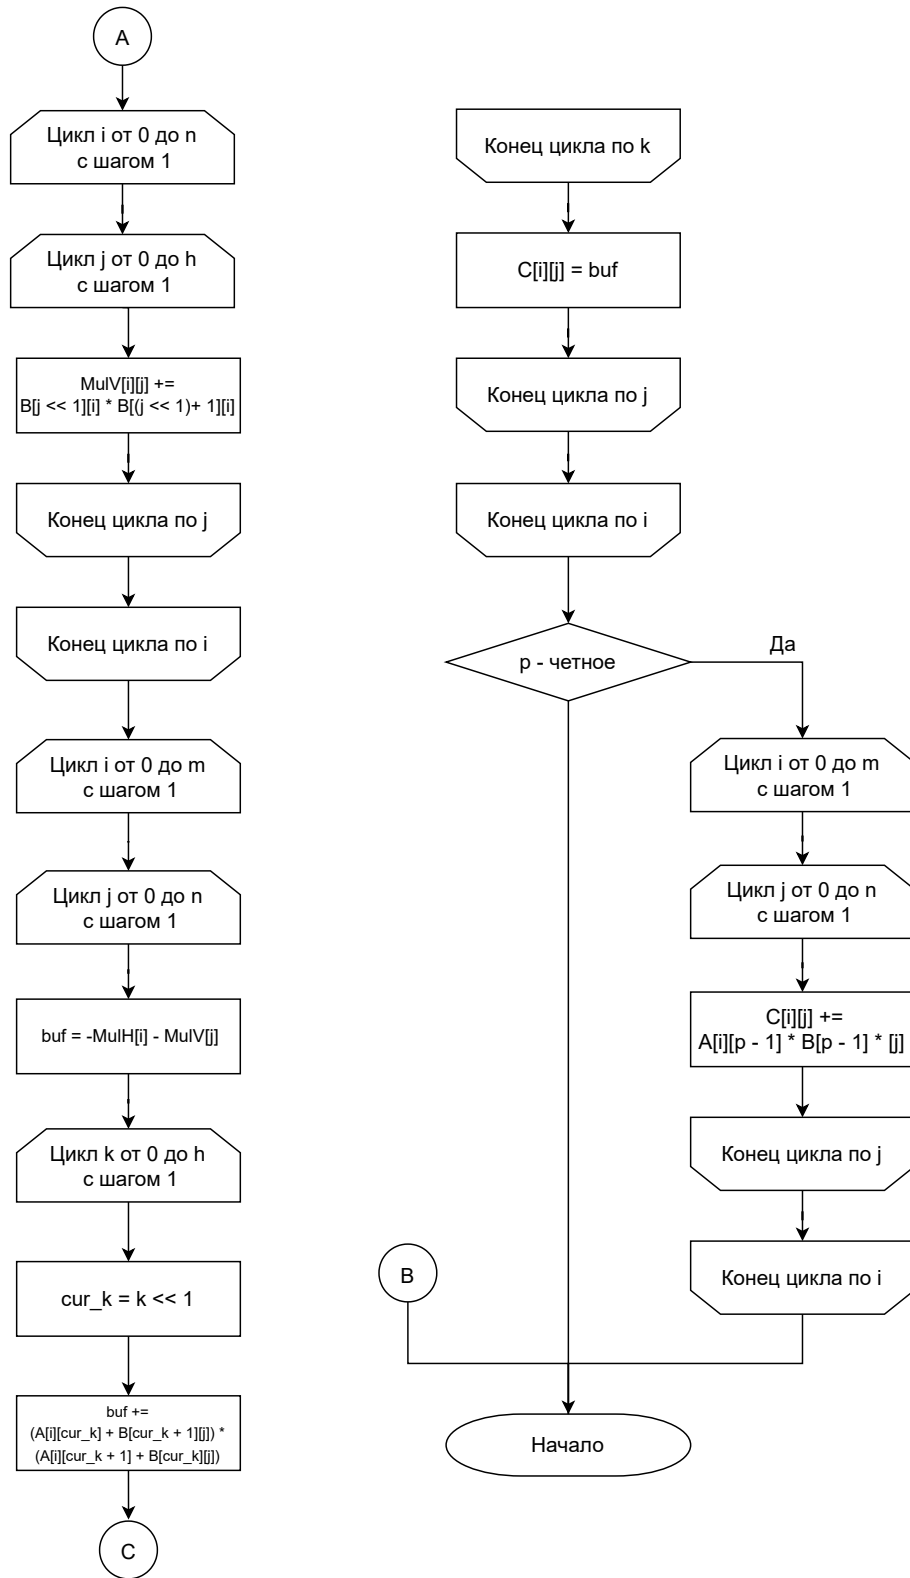 A
Цикл i от 0 до n
с шагом 1
Цикл j от 0 до h
с шагом 1
MulV[i][j] +=
B[j << 1][i] * B[(j << 1)+ 1][i]
Конец цикла по j
Конец цикла по i
Цикл i от 0 до m
с шагом 1
Цикл j от 0 до n
с шагом 1
buf = -MulH[i] - MulV[j]
Цикл k от 0 до h
с шагом 1
cur_k = k << 1
buf +=
(A[i][cur_k] + B[cur_k + 1][j]) *
(A[i][cur_k + 1] + B[cur_k][j])
C
Конец цикла по k
C[i][j] = buf
Конец цикла по j
Конец цикла по i
p - четное
Да
Цикл i от 0 до m
с шагом 1
Цикл j от 0 до n
с шагом 1
C[i][j] +=
A[i][p - 1] * B[p - 1] * [j]
Конец цикла по j
Конец цикла по i
B
Начало